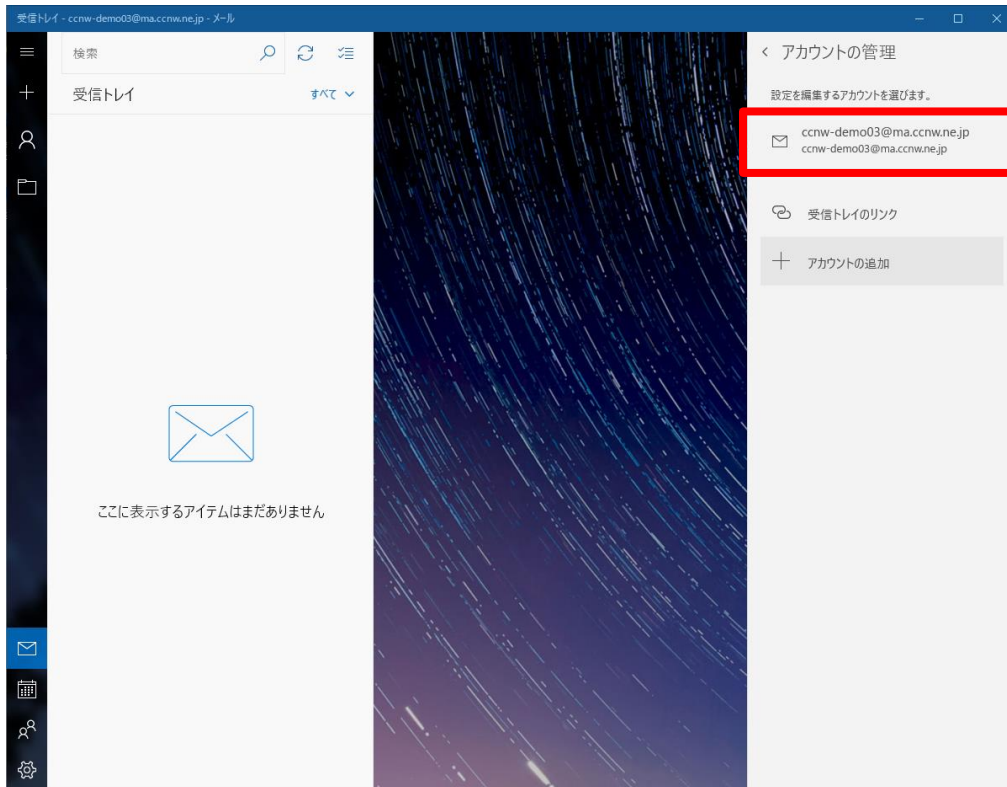 受信トレイ - ccnw-demo03@ma.ccnw.ne.jp - メール
検索
受信トレイ
すべて
ここに表示するアイテムはまだありません
アカウントの管理
設定を編集するアカウントを選びます。
ccnw-demo03@ma.ccnw.ne.jp
ccnw-demo03@ma.ccnw.ne.jp
受信トレイのリンク
アカウントの追加